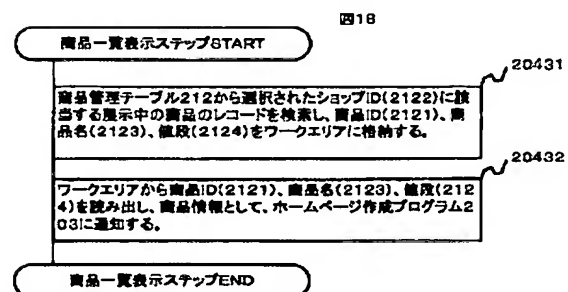 図18
商品一覧表示ステップSTART
20431
商品管理テーブル212から選択されたショップID(2122)に該
当する展示中の商品のレコードを検索し、商品ID(2121)、商
品名(2123)、値段(2124)をワークエリアに格納する。
20432
ワークエリアから商品ID(2121)、商品名(2123)、値段(212
4)を読み出し、商品情報として、ホームページ作成プログラム2
03に通知する。
商品一覧表示ステップEND